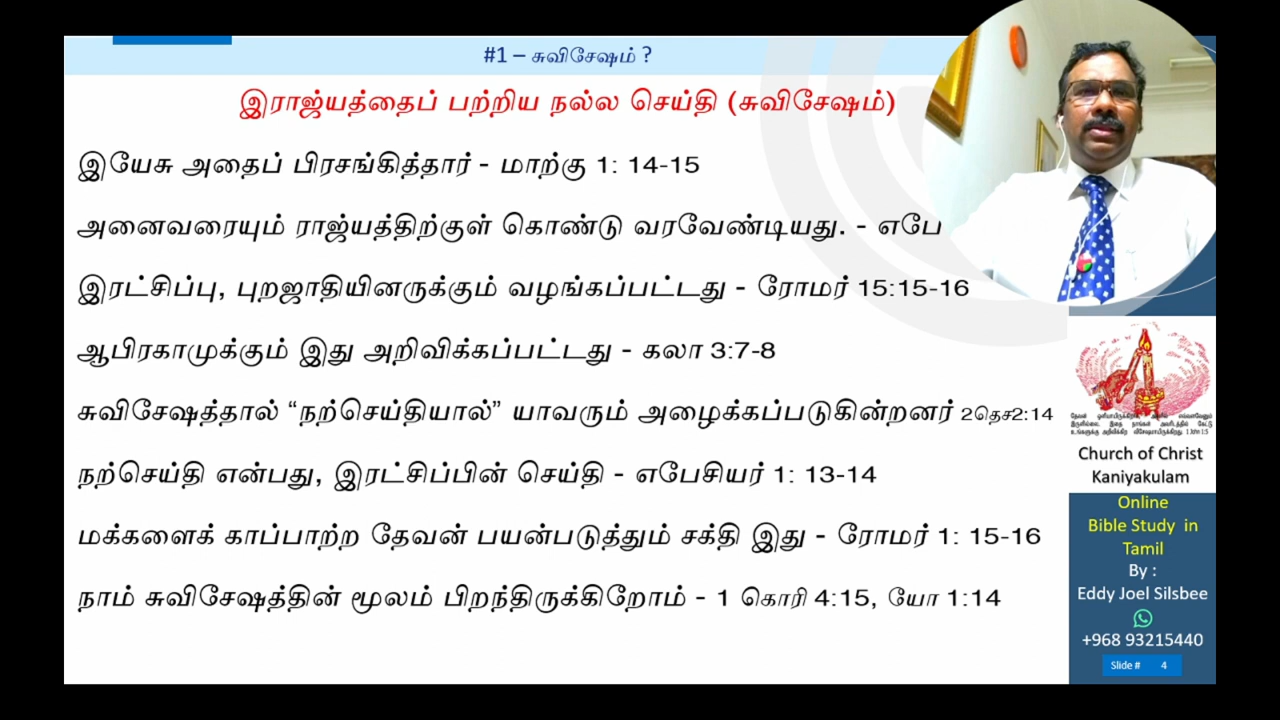 #1 – சுவிசேஷம் ?
இராஜ்யத்தைப் பற்றிய நல்ல செய்தி (சுவிசேஷம்)
இயேசு அதைப் பிரசங்கித்தார் - மாற்கு 1: 14-15
அனைவரையும் ராஜ்யத்திற்குள் கொண்டு வரவேண்டியது. - எபே
இரட்சிப்பு, புறஜாதியினருக்கும் வழங்கப்பட்டது - ரோமர் 15:15-16
ஆபிரகாமுக்கும் இது அறிவிக்கப்பட்டது - கலா 3:7-8
சுவிசேஷத்தால் “நற்செய்தியால்” யாவரும் அழைக்கப்படுகின்றனர் 2தெச2:14
நற்செய்தி என்பது, இரட்சிப்பின் செய்தி - எபேசியர் 1: 13-14
மக்களைக் காப்பாற்ற தேவன் பயன்படுத்தும் சக்தி இது - ரோமர் 1: 15-16
நாம் சுவிசேஷத்தின் மூலம் பிறந்திருக்கிறோம் - 1 கொரி 4:15, யோ 1:14
Church of Christ
Kaniyakulam
Online
Bible Study in
Tamil
By :
Eddy Joel Silsbee
+968 93215440
Slide # 4